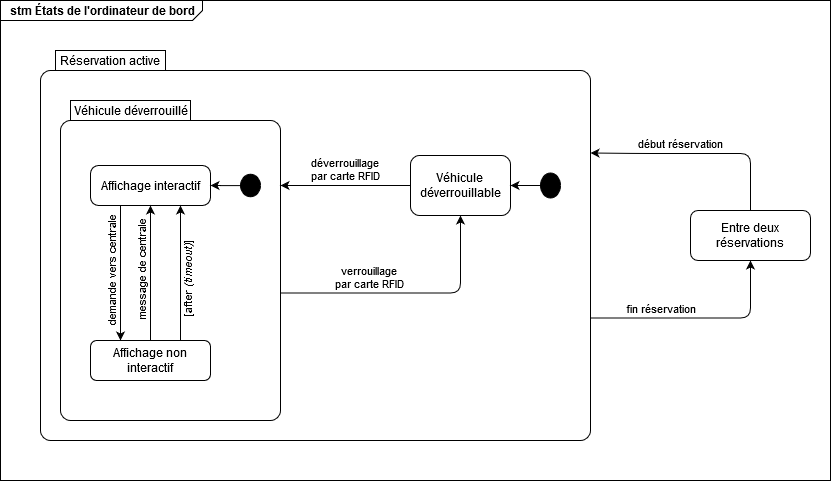 stm États de l'ordinateur de bord
Réservation active
Véhicule déverrouillé
Affichage interactif
déverrouillage
par carte RFID
Véhicule
déverrouillable
début réservation
Entre deux
réservations
demande vers centrale
message de centrale
[after (timeout)]
verrouillage
par carte RFID
fin réservation
Affichage non
interactif